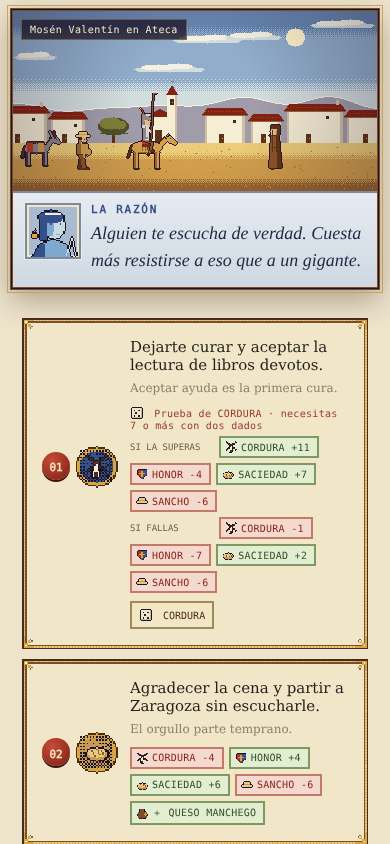 Mosén Valentín en Ateca
LA RAZÓN
Alguien te escucha de verdad. Cuesta
más resistirse a eso que a un gigante.
Dejarte curar y aceptar la
lectura de libros devotos.
Aceptar ayuda es la primera cura.
Prueba de CORDURA · necesitas
7 o más con dos dados
01
SI LA SUPERAS CORDURA +11
HONOR -4 SACIEDAD +7
SANCHO -6
SI FALLAS CORDURA -1
HONOR -7 SACIEDAD +2
SANCHO -6
CORDURA
Agradecer la cena y partir a
Zaragoza sin escucharle.
El orgullo parte temprano.
02
CORDURA -4 HONOR +4
SACIEDAD +6 SANCHO -6
+ QUESO MANCHEGO